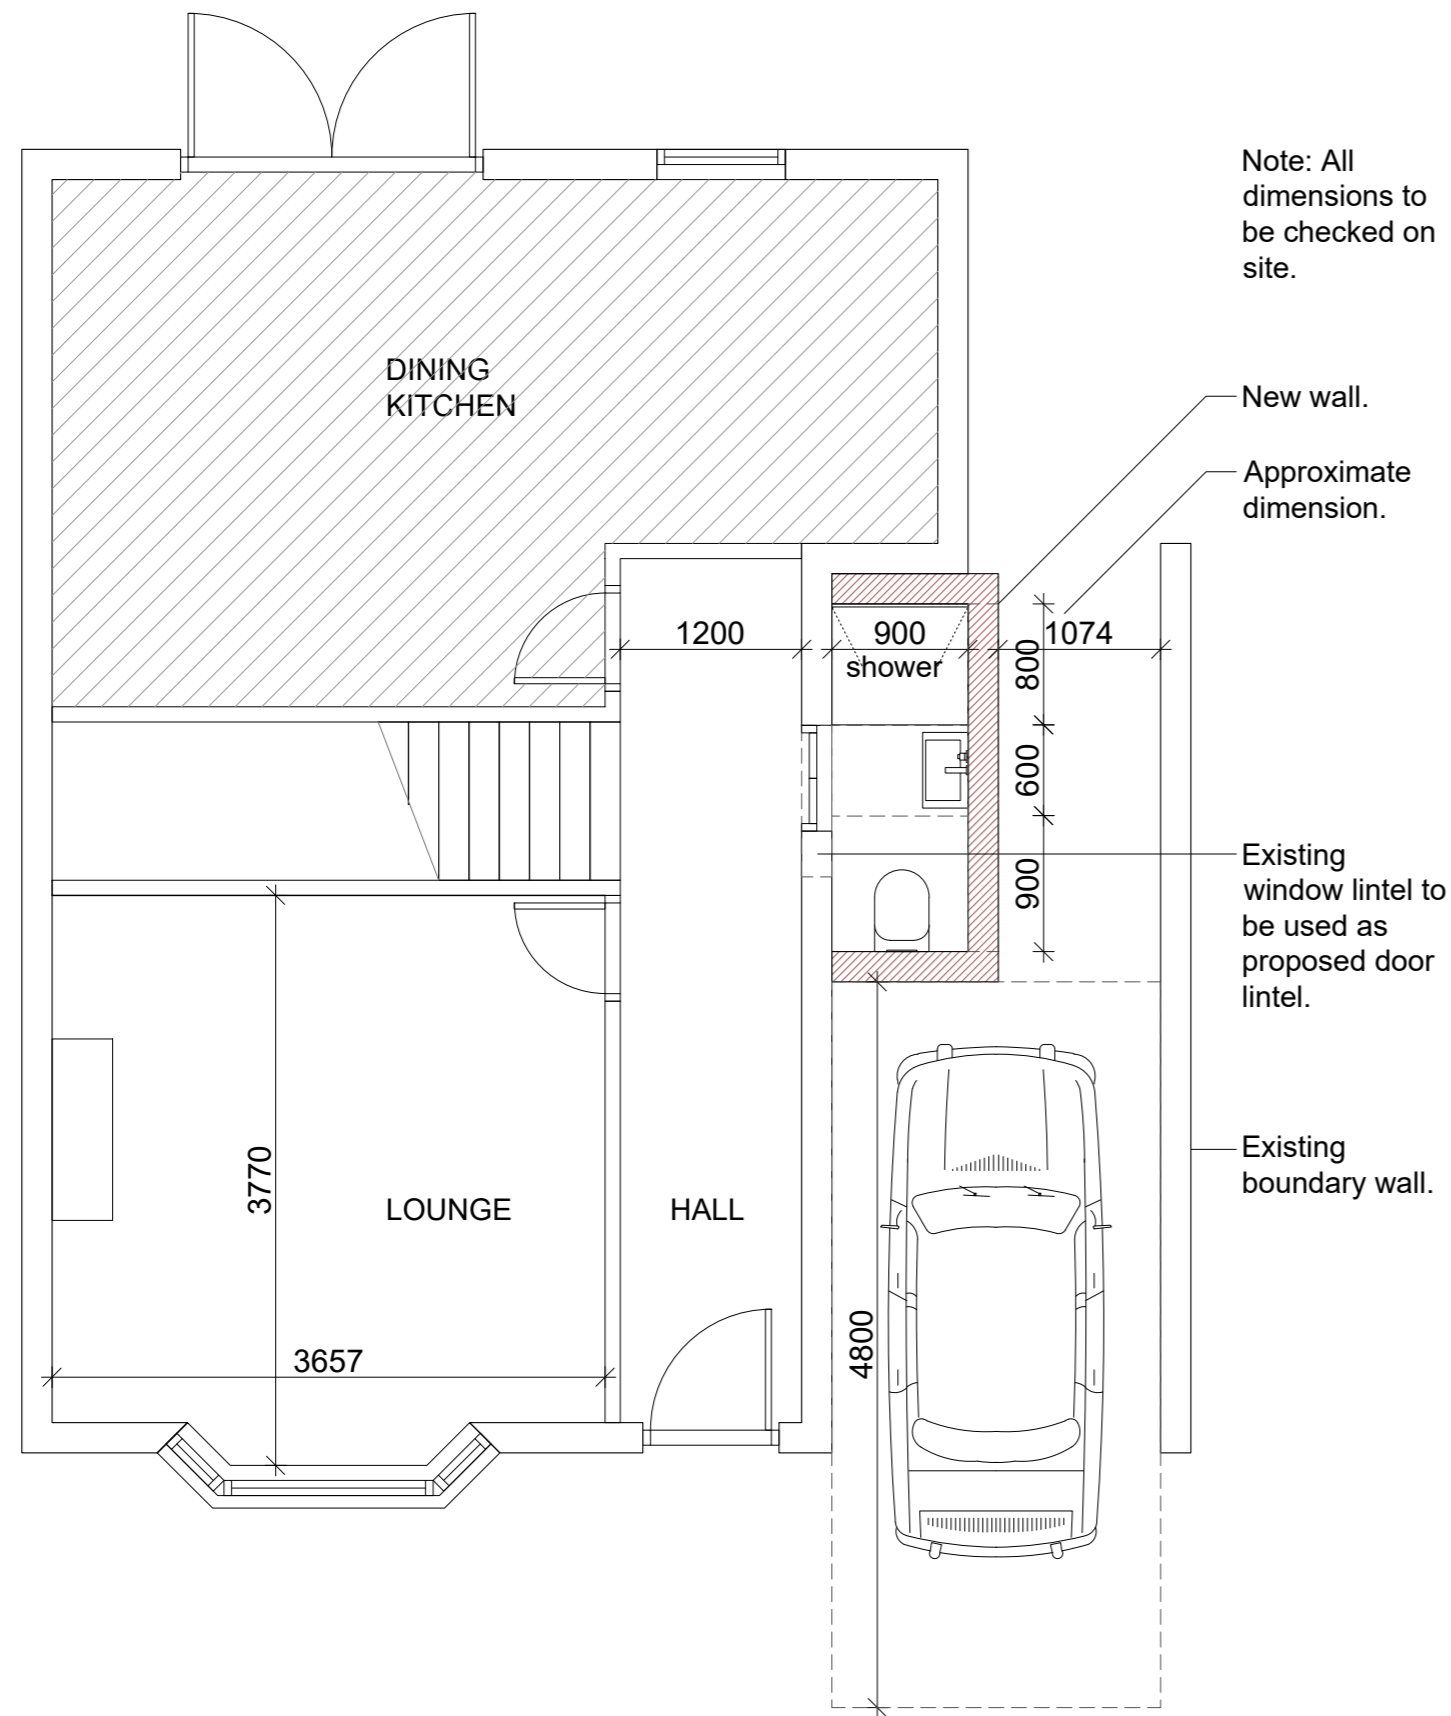 Note: All
dimensions to
be checked on
site.
DINING
KITCHEN
New wall.
Approximate
dimension.
1200
900
shower
1074
800
600
900
Existing
window lintel to
be used as
proposed door
lintel.
Existing
boundary wall.
3770
LOUNGE
HALL
3657
4800